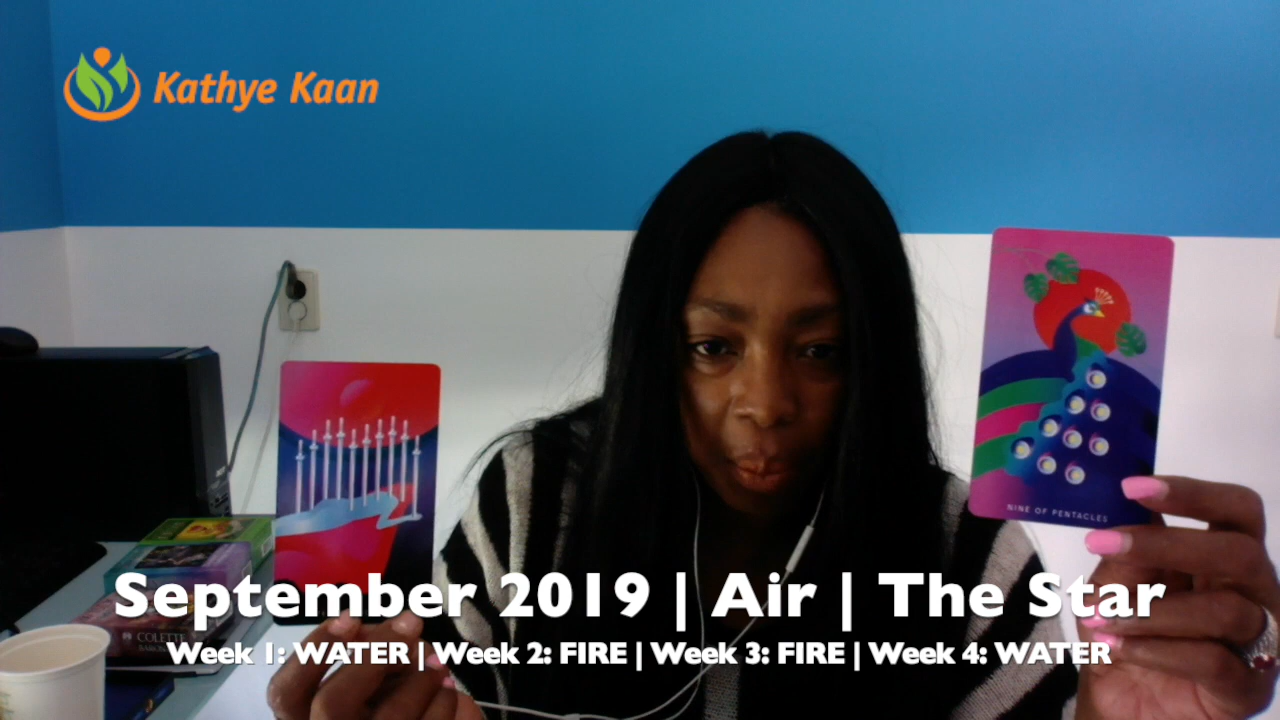 Kathye Kaan
NINE OF PENTACLES
September 2019 | Air | The Star
COLETTE
Week 1: WATER | Week 2: FIRE | Week 3: FIRE | Week 4: WATER